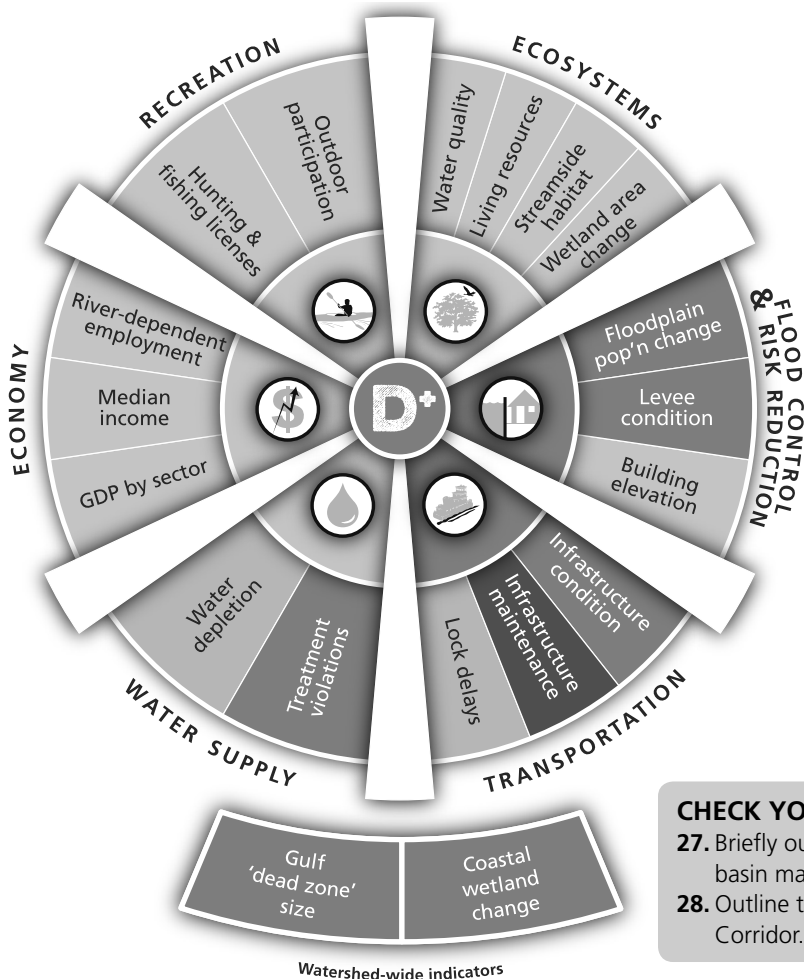 RECREATION
Outdoor
participation
Hunting &
fishing licenses
ECOSYSTEMS
Water quality
Living resources
Streamside
habitat
Wetland area
change
FLOOD CONTROL
& RISK REDUCTION
Floodplain
pop'n change
Levee
condition
Building
elevation
TRANSPORTATION
Infrastructure
condition
Infrastructure
maintenance
Lock delays
WATER SUPPLY
Treatment
violations
Water
depletion
ECONOMY
GDP by sector
Median
income
River-dependent
employment
D+
Gulf
'dead zone'
size
Coastal
wetland
change
Watershed-wide indicators
CHECK YO
27. Briefly ou
basin ma
28. Outline t
Corridor.